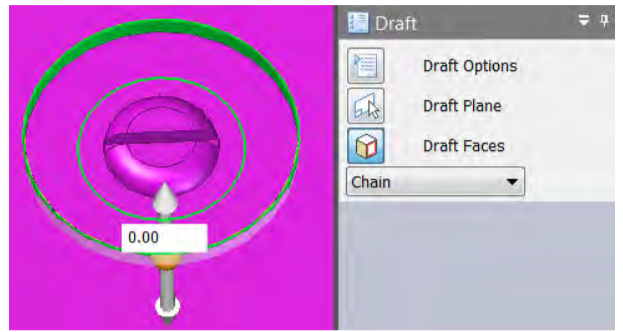 Draft
Draft Options
Draft Plane
Draft Faces
Chain
0.00